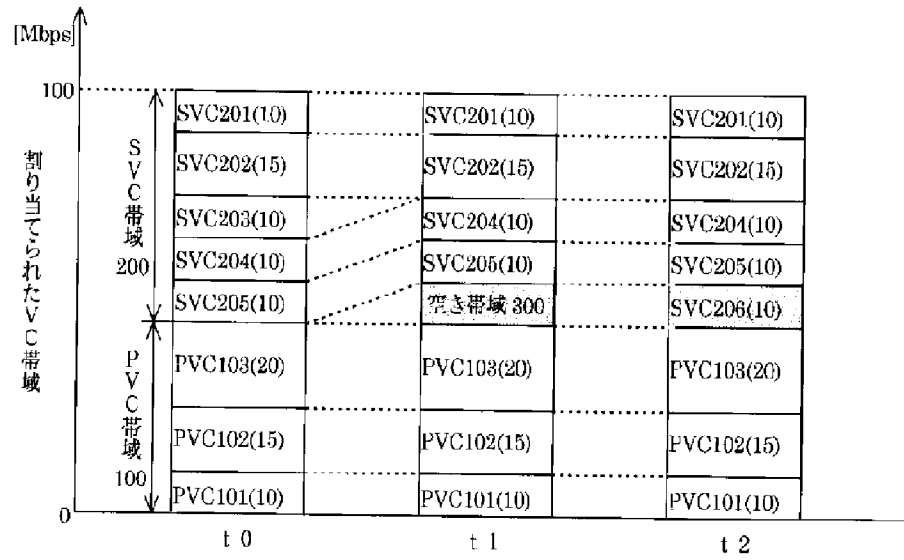 [Mbps]
100
0
割り当てられたVC帯域
SVC帯域
200
PVC帯域
100
SVC201(10)
SVC202(15)
SVC203(10)
SVC204(10)
SVC205(10)
PVC103(20)
PVC102(15)
PVC101(10)
t 0
SVC201(10)
SVC202(15)
SVC204(10)
SVC205(10)
空き帯域 300
PVC103(20)
PVC102(15)
PVC101(10)
t 1
SVC201(10)
SVC202(15)
SVC204(10)
SVC205(10)
SVC206(10)
PVC103(20)
PVC102(15)
PVC101(10)
t 2